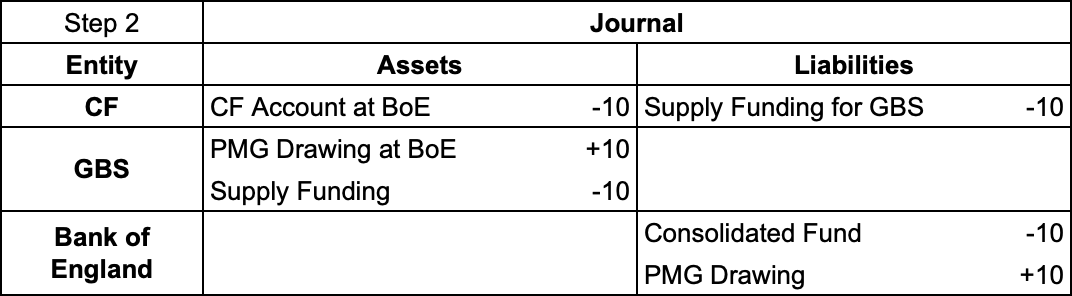 Step 2 Journal
Entity Assets Liabilities
CF CF Account at BoE -10 Supply Funding for GBS -10
GBS PMG Drawing at BoE +10
Supply Funding -10
Bank of England Consolidated Fund -10
PMG Drawing +10